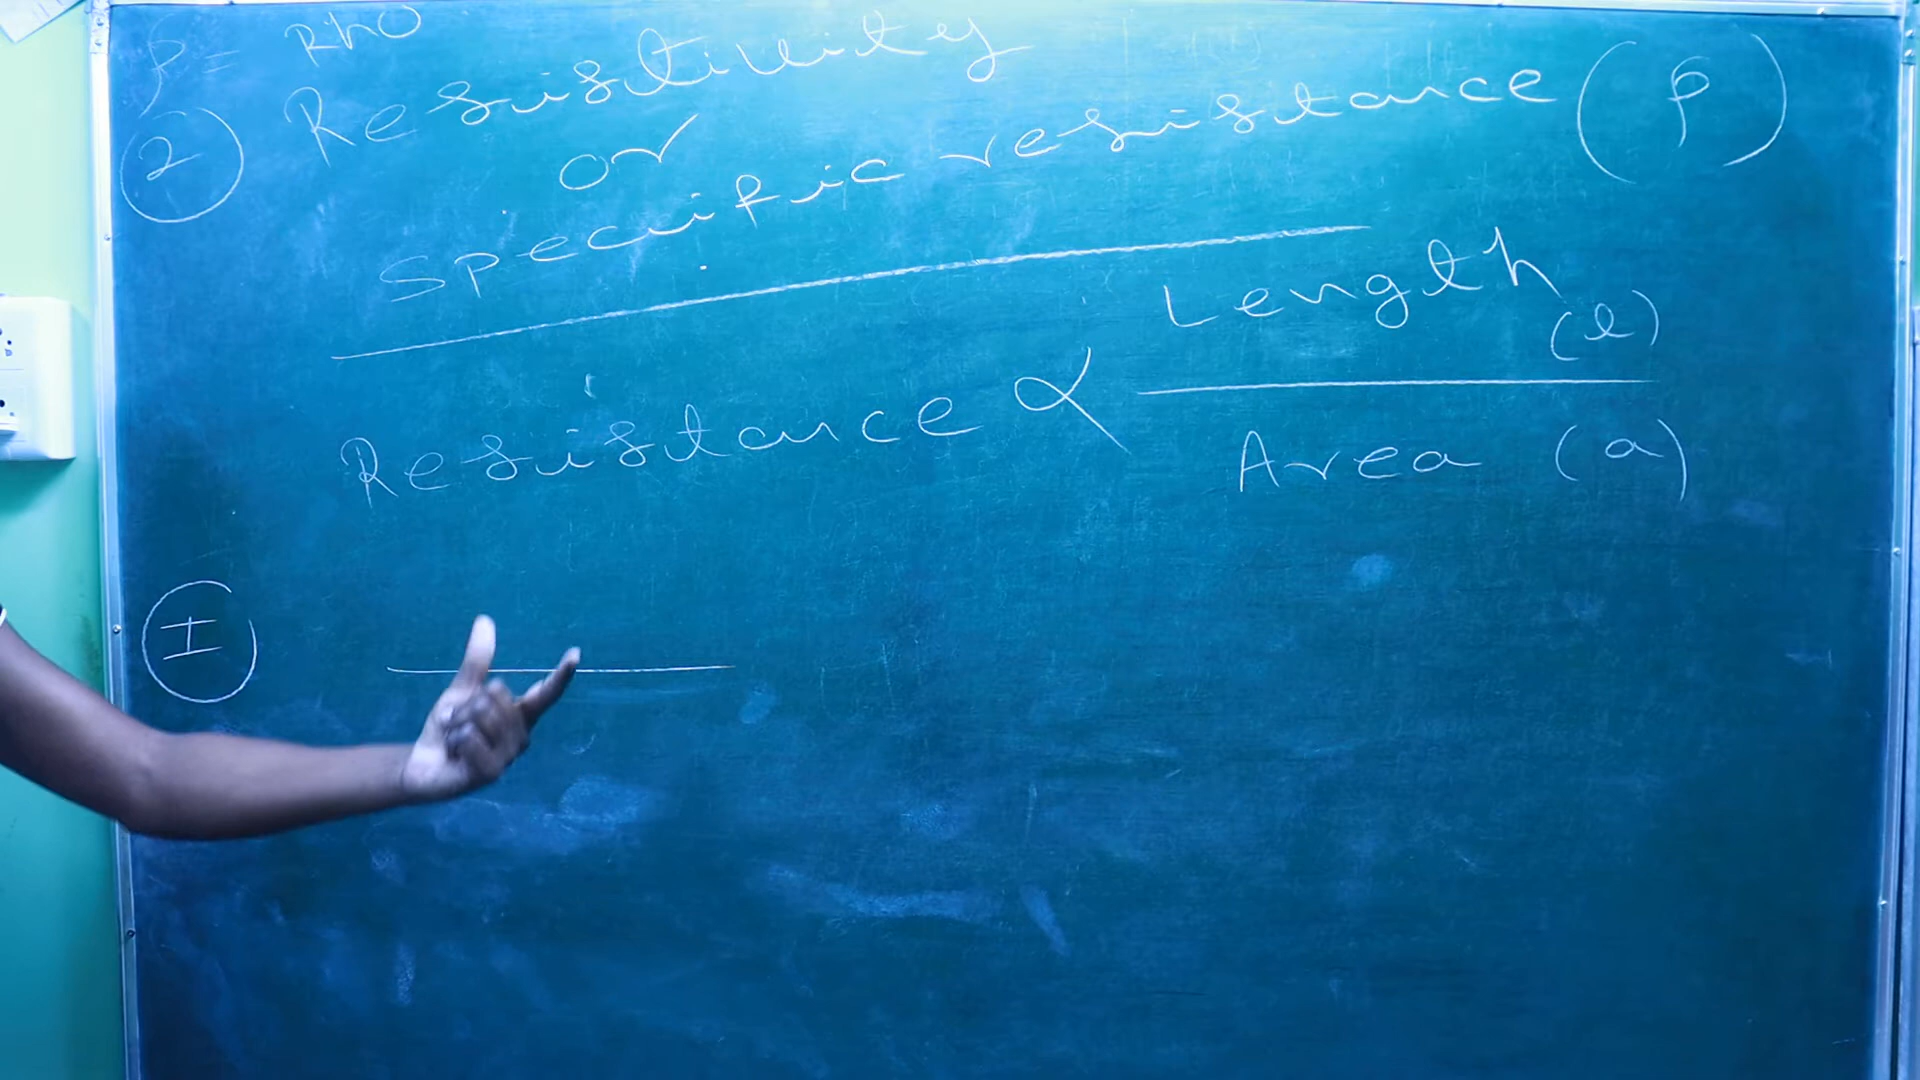 ρ = Rho
② Resistivity
or
Specific resistance (ρ)
Resistance ∝ Length (l)
Area (a)
Ⓘ